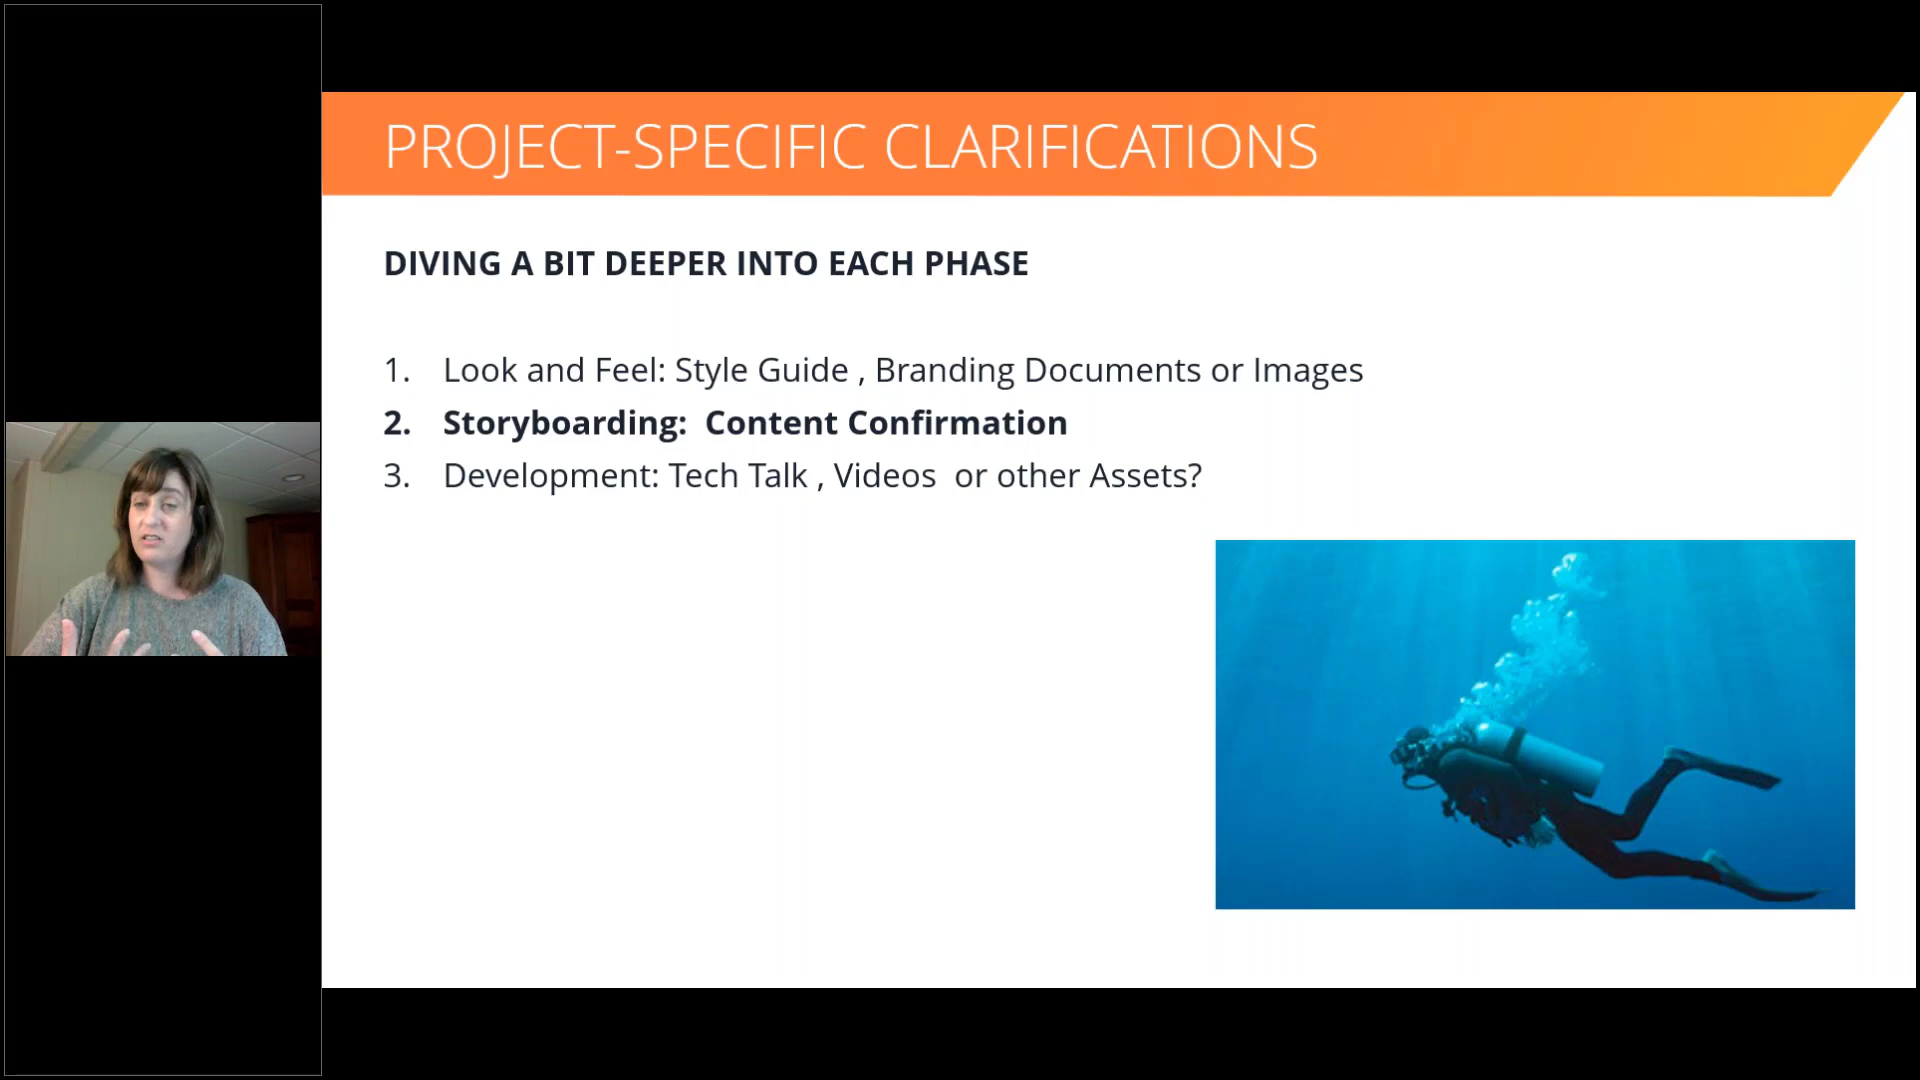 PROJECT-SPECIFIC CLARIFICATIONS
DIVING A BIT DEEPER INTO EACH PHASE
1. Look and Feel: Style Guide , Branding Documents or Images
2. Storyboarding:  Content Confirmation
3. Development: Tech Talk , Videos  or other Assets?